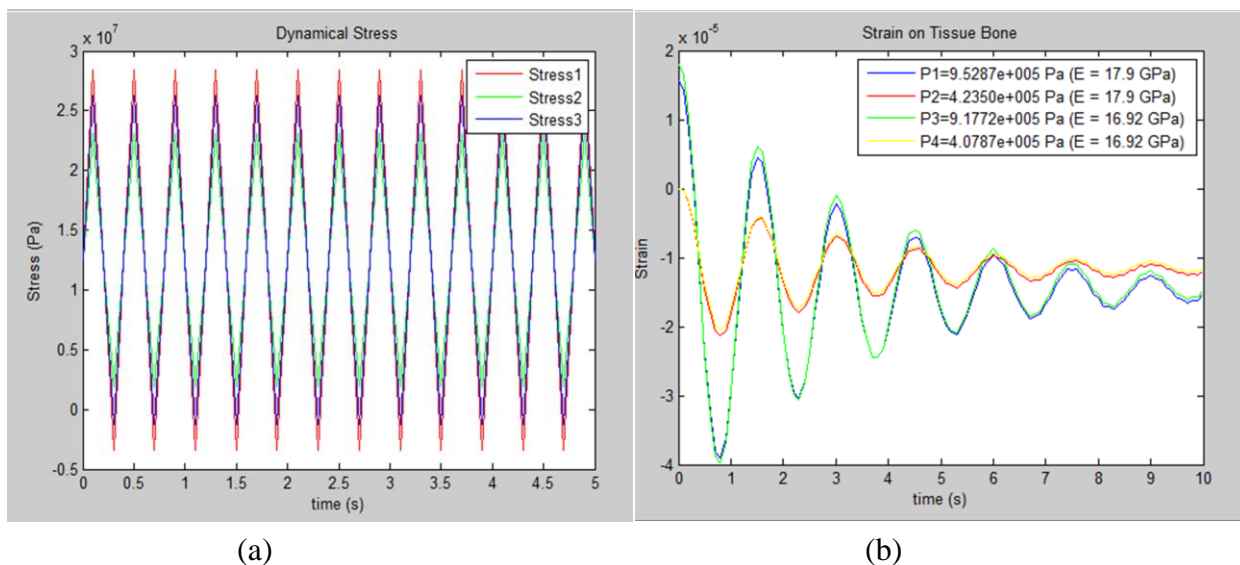 Dynamical Stress
x 10^7
3
2.5
2
1.5
1
0.5
0
-0.5
Stress (Pa)
0 0.5 1 1.5 2 2.5 3 3.5 4 4.5 5
time (s)
Stress1
Stress2
Stress3
(a)
Strain on Tissue Bone
x 10^-5
2
1
0
-1
-2
-3
-4
Strain
0 1 2 3 4 5 6 7 8 9 10
time (s)
P1=9.5287e+005 Pa (E = 17.9 GPa)
P2=4.2350e+005 Pa (E = 17.9 GPa)
P3=9.1772e+005 Pa (E = 16.92 GPa)
P4=4.0787e+005 Pa (E = 16.92 GPa)
(b)